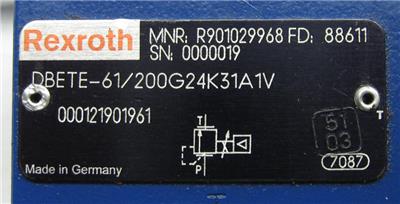 Rexroth
MNR: R901029968 FD: 88611
SN: 0000019
DBETE-61/200G24K31A1V
000121901961
T
P
T
51
03
7087
Made in Germany